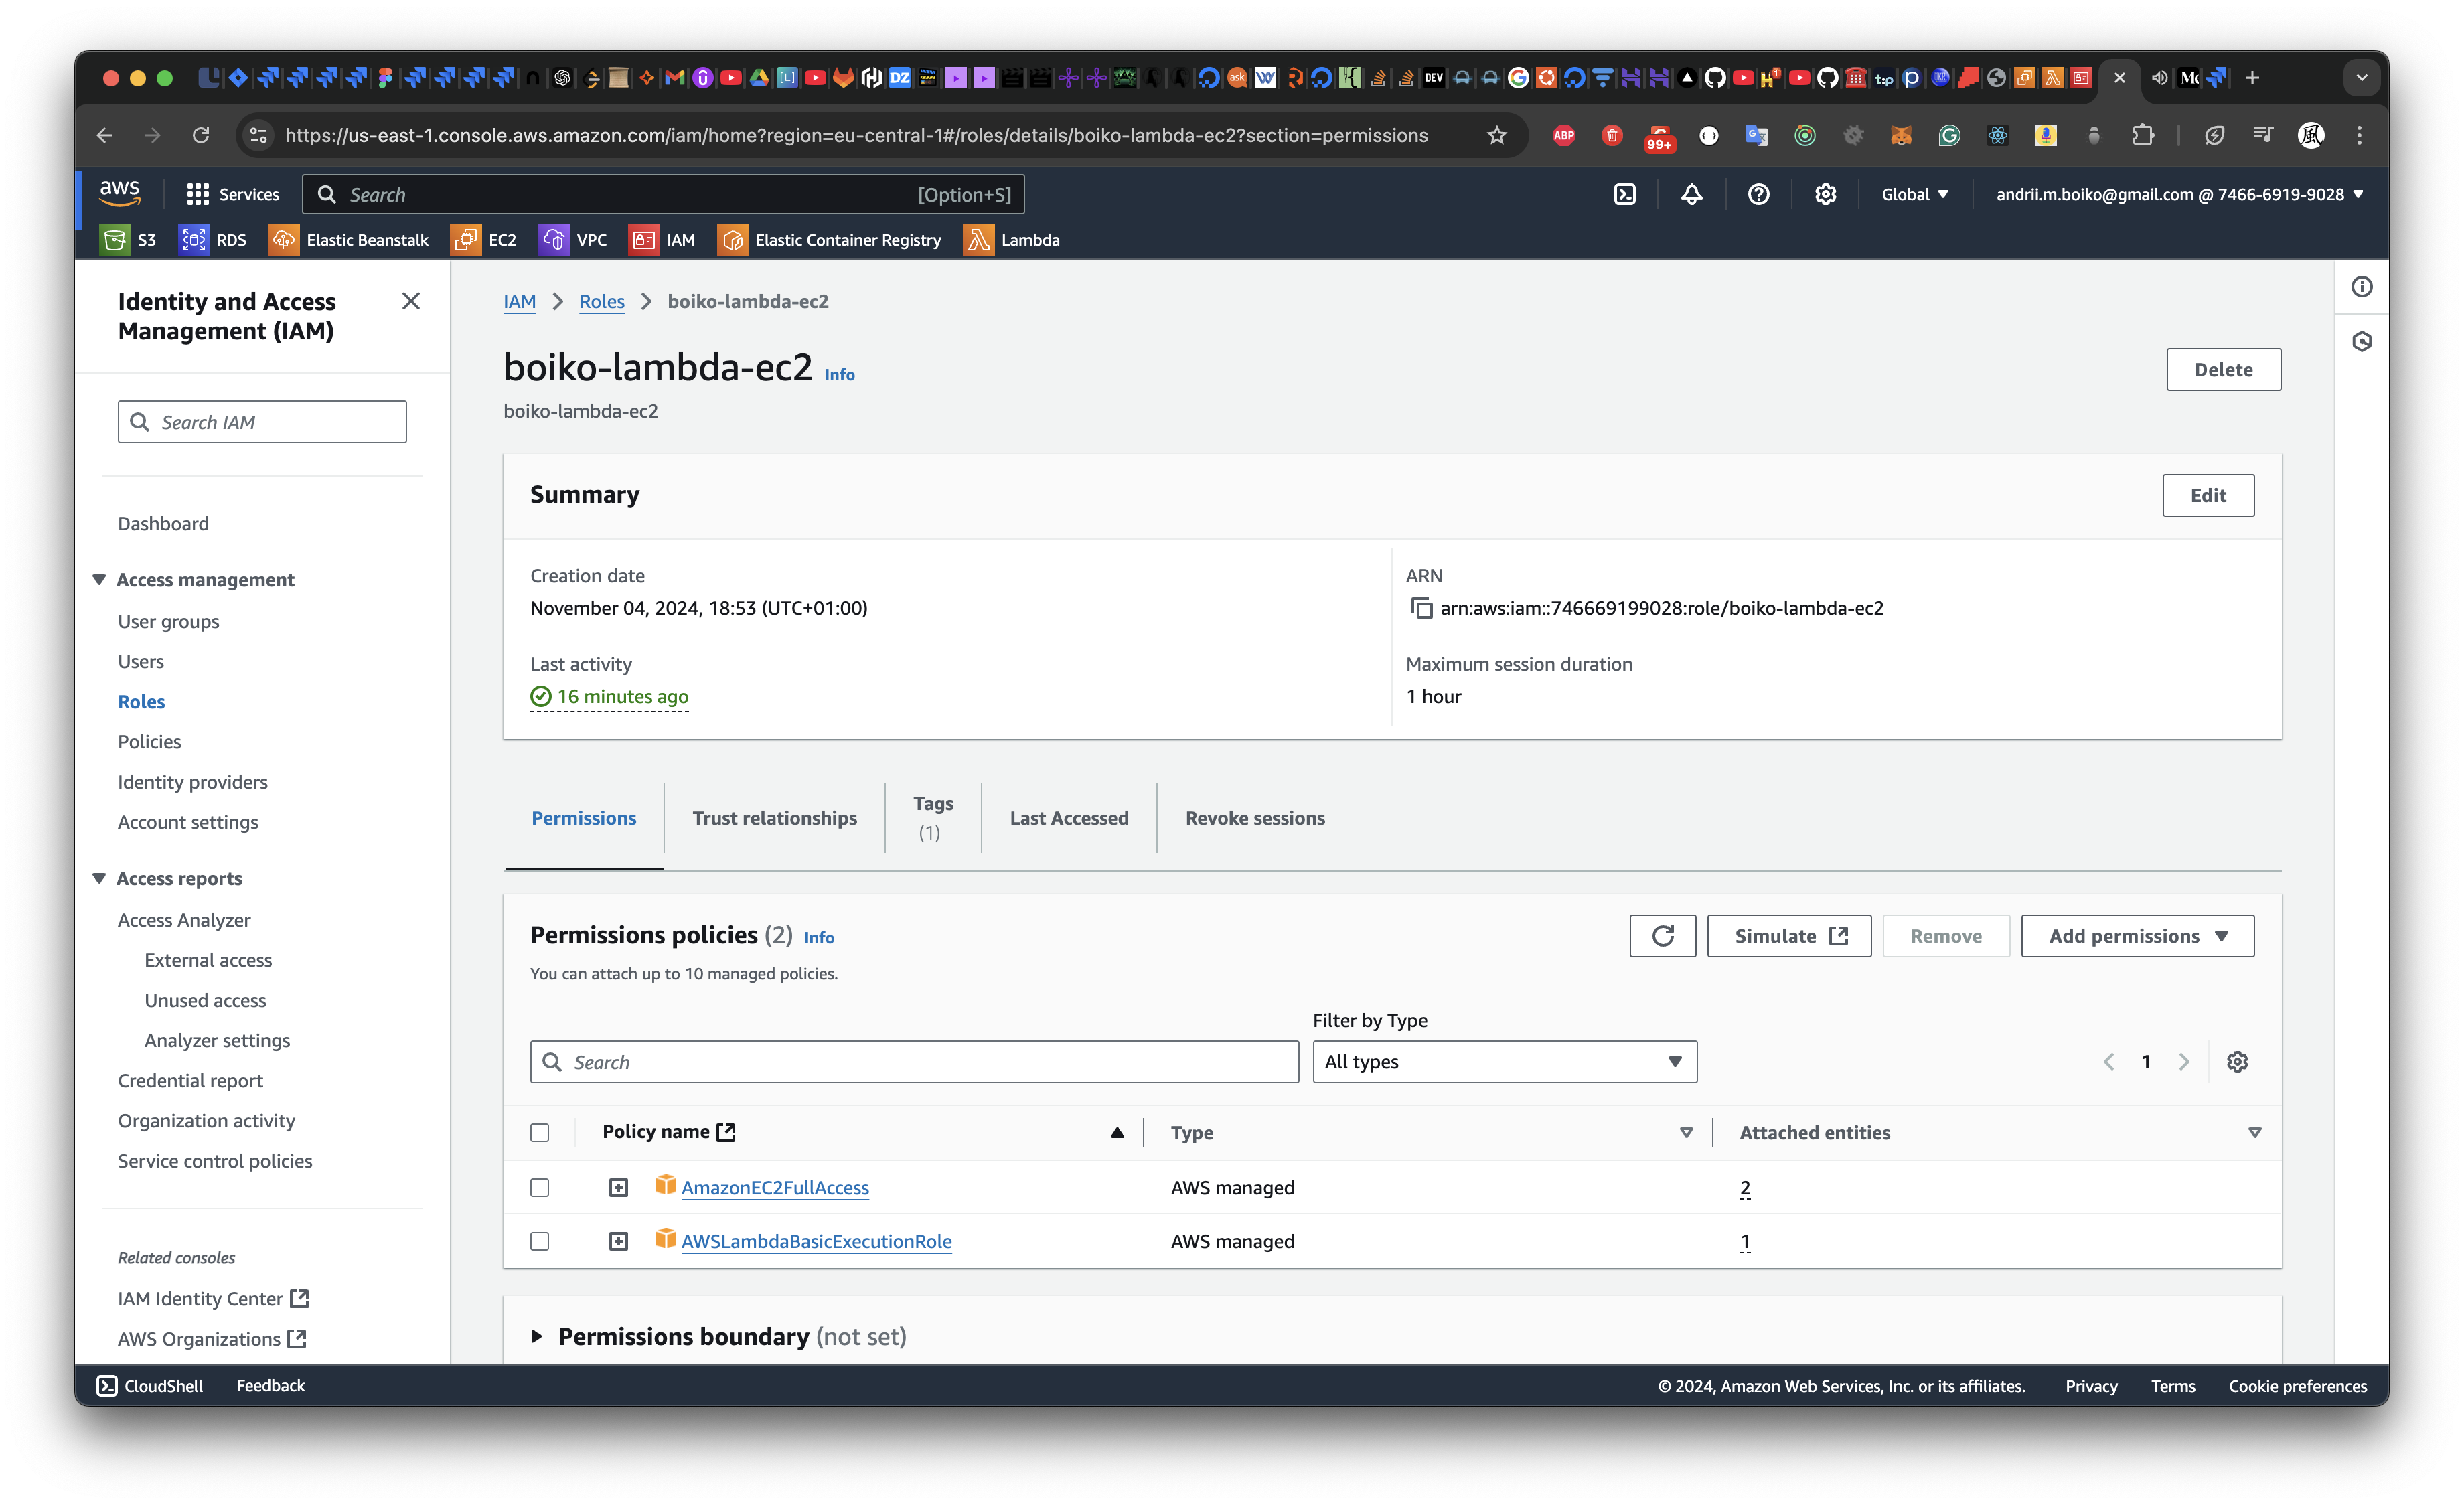 https://us-east-1.console.aws.amazon.com/iam/home?region=eu-central-1#/roles/details/boiko-lambda-ec2?section=permissions
ABP
99+
aws
Services
Search
[Option+S]
Global
andrii.m.boiko@gmail.com @ 7466-6919-9028
S3
RDS
Elastic Beanstalk
EC2
VPC
IAM
Elastic Container Registry
Lambda
Identity and Access
Management (IAM)
Search IAM
Dashboard
Access management
User groups
Users
Roles
Policies
Identity providers
Account settings
Access reports
Access Analyzer
External access
Unused access
Analyzer settings
Credential report
Organization activity
Service control policies
Related consoles
IAM Identity Center
AWS Organizations
IAM > Roles > boiko-lambda-ec2
boiko-lambda-ec2 Info
boiko-lambda-ec2
Delete
Summary
Edit
Creation date
November 04, 2024, 18:53 (UTC+01:00)
ARN
arn:aws:iam::746669199028:role/boiko-lambda-ec2
Last activity
16 minutes ago
Maximum session duration
1 hour
Permissions
Trust relationships
Tags
(1)
Last Accessed
Revoke sessions
Permissions policies (2) Info
You can attach up to 10 managed policies.
Simulate
Remove
Add permissions
Filter by Type
Search
All types
1
Policy name
Type
Attached entities
AmazonEC2FullAccess
AWS managed
2
AWSLambdaBasicExecutionRole
AWS managed
1
Permissions boundary (not set)
CloudShell
Feedback
© 2024, Amazon Web Services, Inc. or its affiliates.
Privacy
Terms
Cookie preferences